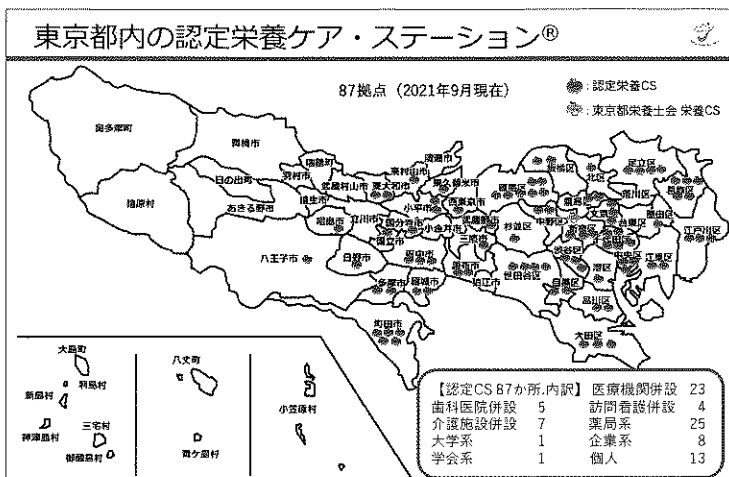 東京都内の認定栄養ケア・ステーション®
87拠点（2021年9月現在）
：認定栄養CS
：東京都栄養士会 栄養CS
奥多摩町
青梅市
瑞穂町
清瀬市
東村山市
板橋区
北区
足立区
日の出町
羽村市
武蔵村山市
東大和市
東久留米市
練馬区
荒川区
葛飾区
檜原村
あきる野市
福生市
小平市
西東京市
豊島区
文京区
台東区
墨田区
昭島市
立川市
国分寺市
小金井市
武蔵野市
杉並区
中野区
新宿区
千代田区
江戸川区
国立市
三鷹市
渋谷区
中央区
江東区
八王子市
日野市
府中市
調布市
世田谷区
港区
狛江市
目黒区
多摩市
稲城市
品川区
町田市
大田区
大島町
利島村
新島村
神津島村
三宅村
御蔵島村
八丈町
青ケ島村
小笠原村
【認定CS 87か所.内訳】 医療機関併設 23
歯科医院併設 5 訪問看護併設 4
介護施設併設 7 薬局系 25
大学系 1 企業系 8
学会系 1 個人 13